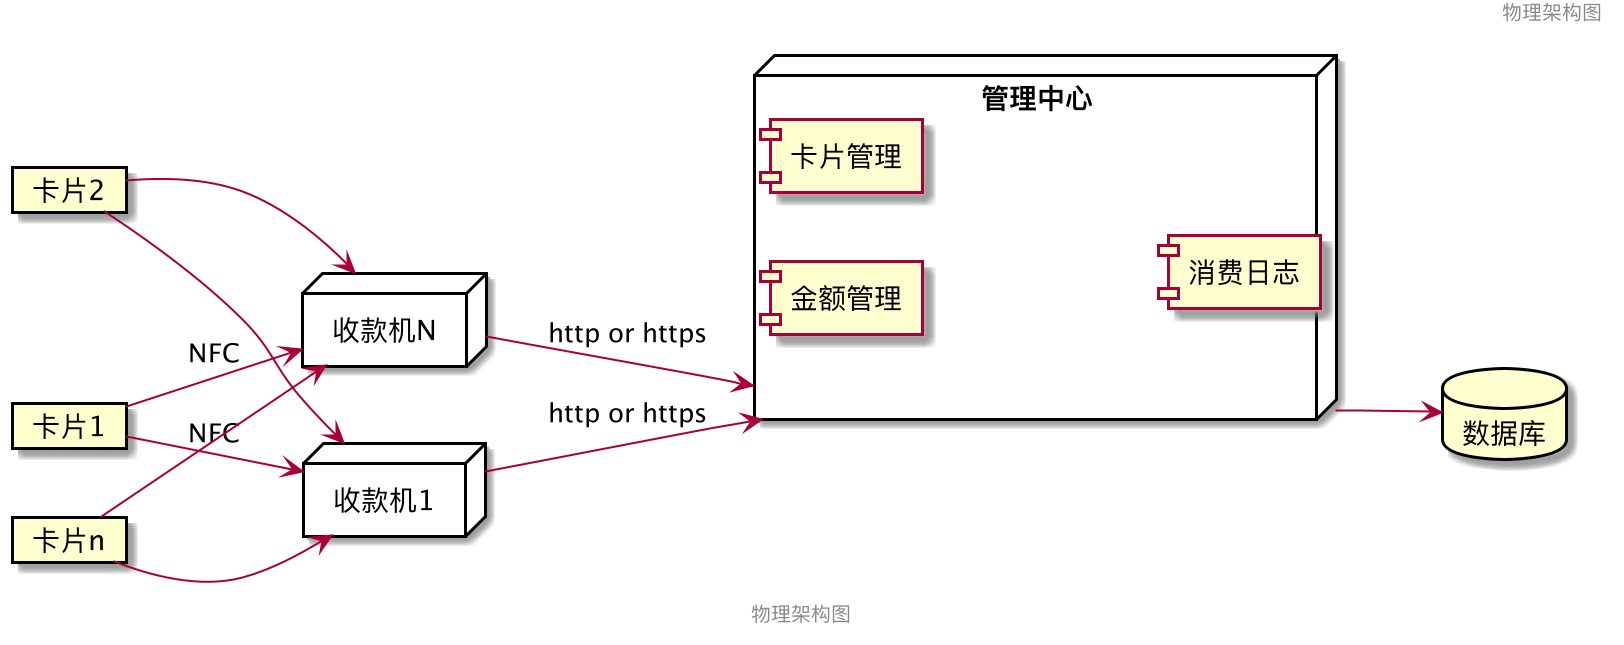 物理架构图
管理中心
卡片管理
卡片2
消费日志
金额管理
收款机N
http or https
NFC
卡片1
http or https
NFC
数据库
收款机1
卡片n
物理架构图